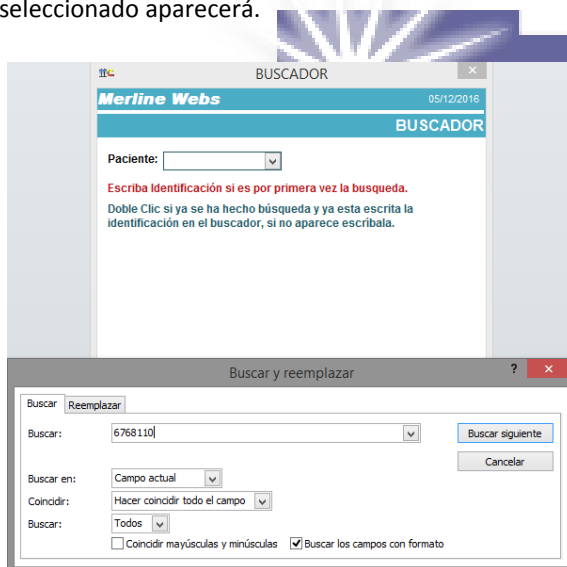 seleccionado aparecerá.
BUSCADOR
Merline Webs 05/12/2016
BUSCADOR
Paciente:
Escriba Identificación si es por primera vez la busqueda.
Doble Clic si ya se ha hecho búsqueda y ya esta escrita la
identificación en el buscador, si no aparece escríbala.
Buscar y reemplazar
Buscar Reemplazar
Buscar: 6768110 Buscar siguiente
Cancelar
Buscar en: Campo actual
Coincidir: Hacer coincidir todo el campo
Buscar: Todos
Coincidir mayúsculas y minúsculas Buscar los campos con formato